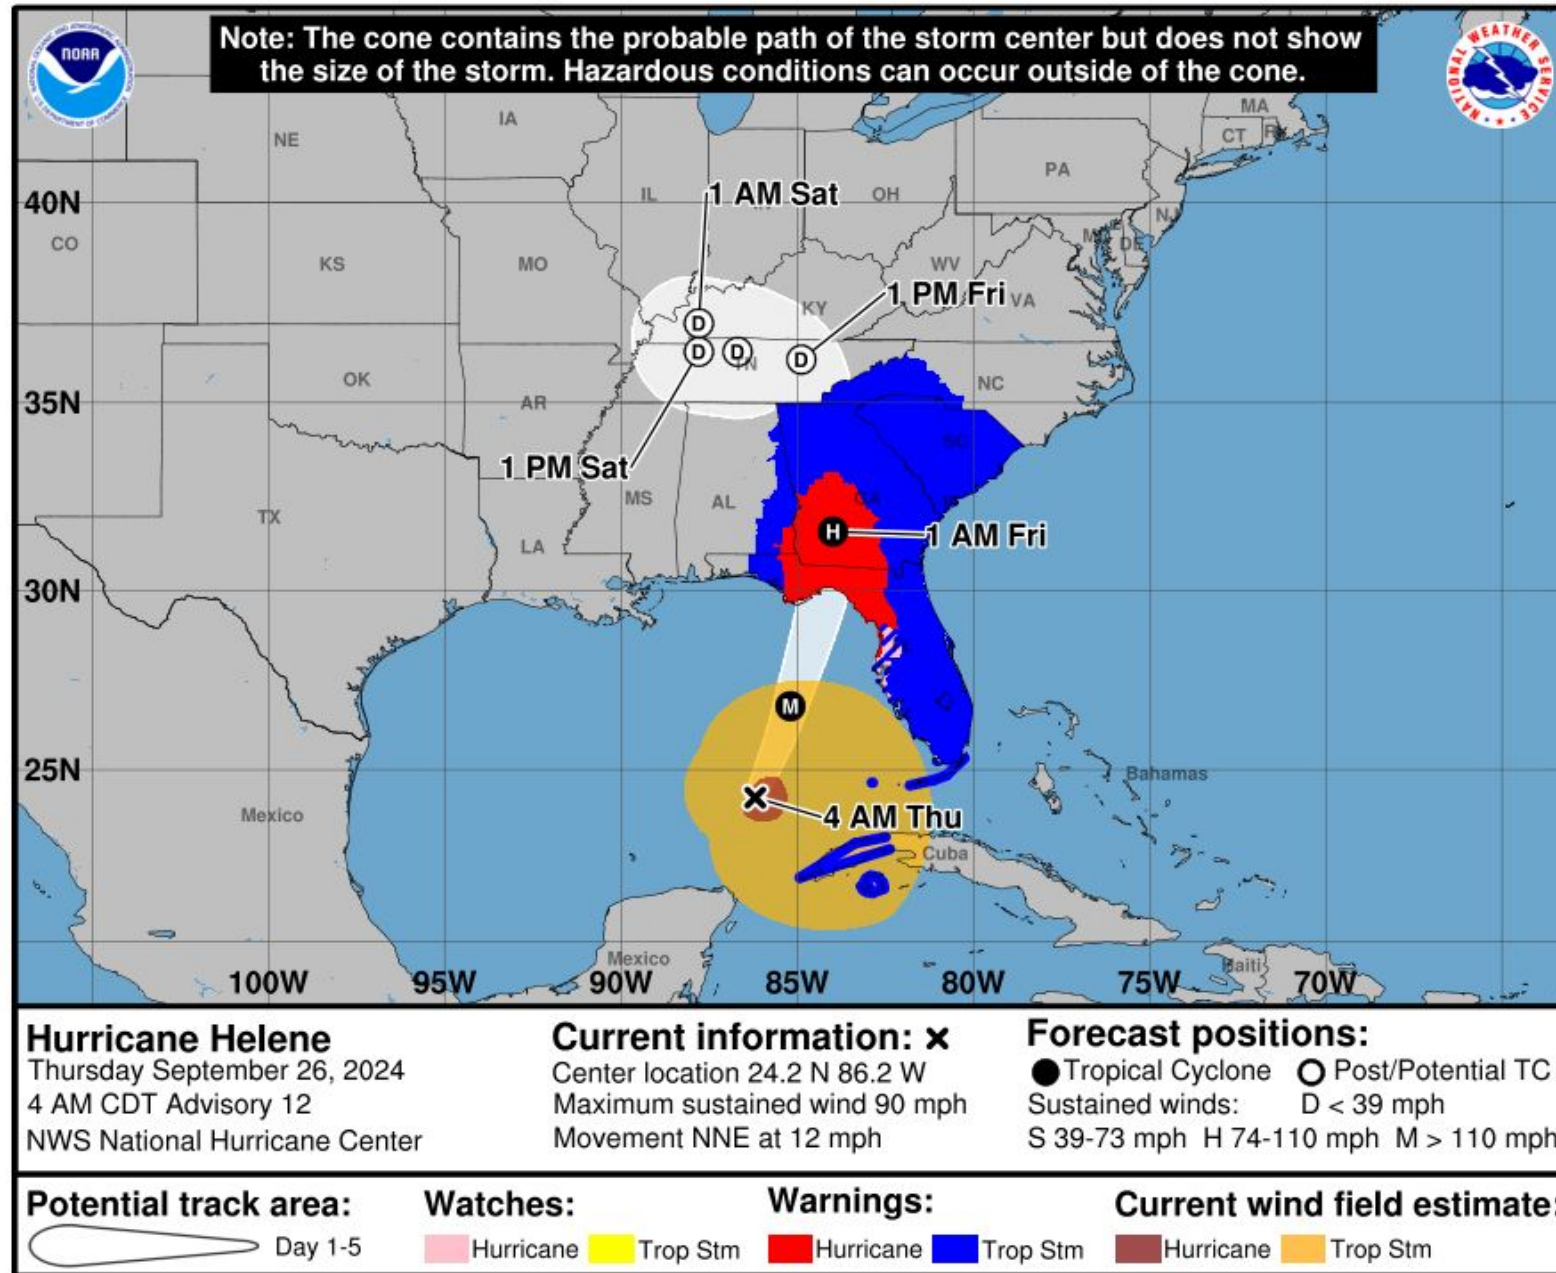 Note: The cone contains the probable path of the storm center but does not show
the size of the storm. Hazardous conditions can occur outside of the cone.
NOAA
NATIONAL WEATHER SERVICE
MA
CT
IA
NE
PA
40N
IL
1 AM Sat
OH
NJ
CO
DE
KS
MO
WV
1 PM Fri
VA
KY
D
D
D
D
TN
OK
NC
35N
AR
SC
1 PM Sat
MS
AL
GA
TX
H
1 AM Fri
LA
30N
M
25N
Bahamas
Mexico
4 AM Thu
Cuba
Mexico
Haiti
100W 95W 90W 85W 80W 75W 70W
Hurricane Helene
Thursday September 26, 2024
4 AM CDT Advisory 12
NWS National Hurricane Center
Current information: ×
Center location 24.2 N 86.2 W
Maximum sustained wind 90 mph
Movement NNE at 12 mph
Forecast positions:
Tropical Cyclone Post/Potential TC
Sustained winds: D < 39 mph
S 39-73 mph H 74-110 mph M > 110 mph
Potential track area:
Day 1-5
Watches:
Hurricane Trop Stm
Warnings:
Hurricane Trop Stm
Current wind field estimate:
Hurricane Trop Stm